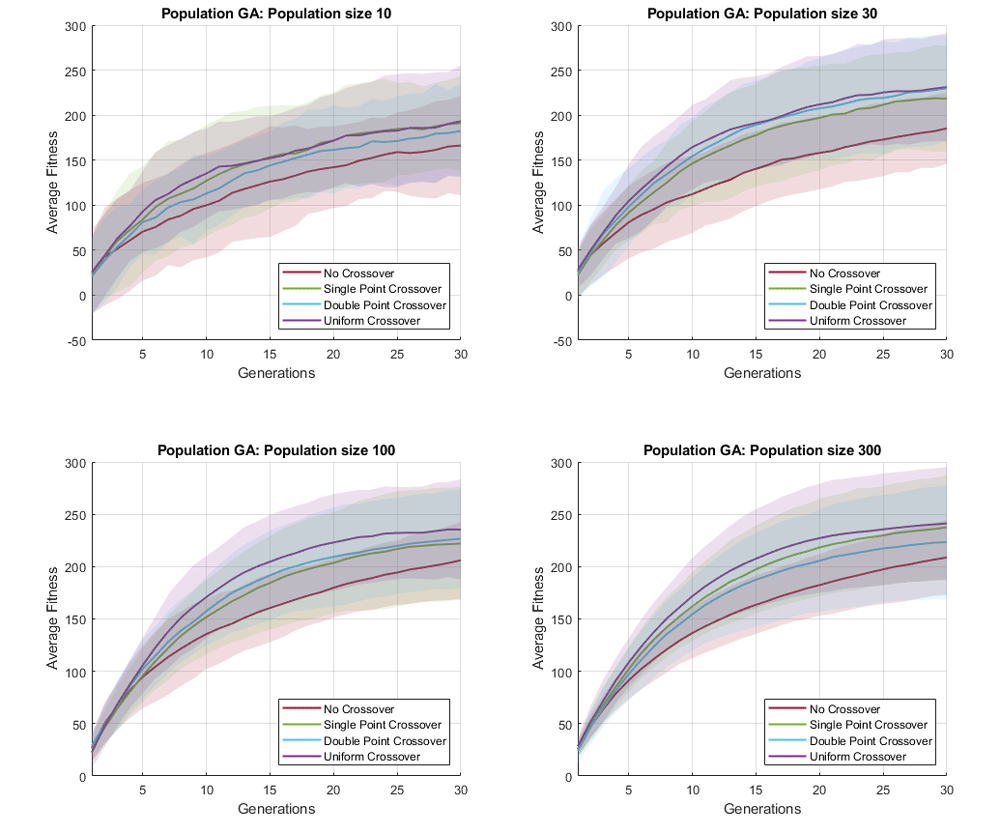 Population GA: Population size 10
300
250
200
150
100
50
0
-50
Average Fitness
5 10 15 20 25 30
Generations
No Crossover
Single Point Crossover
Double Point Crossover
Uniform Crossover
Population GA: Population size 30
300
250
200
150
100
50
0
-50
Average Fitness
5 10 15 20 25 30
Generations
No Crossover
Single Point Crossover
Double Point Crossover
Uniform Crossover
Population GA: Population size 100
300
250
200
150
100
50
0
Average Fitness
5 10 15 20 25 30
Generations
No Crossover
Single Point Crossover
Double Point Crossover
Uniform Crossover
Population GA: Population size 300
300
250
200
150
100
50
0
Average Fitness
5 10 15 20 25 30
Generations
No Crossover
Single Point Crossover
Double Point Crossover
Uniform Crossover